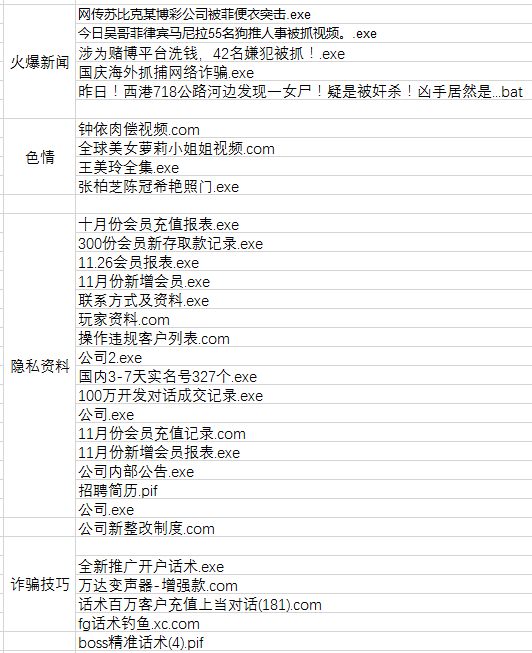 火爆新闻
网传苏比克某博彩公司被菲便衣突击.exe
今日吴哥菲律宾马尼拉55名狗推人事被抓视频。.exe
涉为赌博平台洗钱，42名嫌犯被抓！.exe
国庆海外抓捕网络诈骗.exe
昨日！西港718公路河边发现一女尸！疑是被奸杀！凶手居然是...bat
色情
钟依肉偿视频.com
全球美女萝莉小姐姐视频.com
王美玲全集.exe
张柏芝陈冠希艳照门.exe
隐私资料
十月份会员充值报表.exe
300份会员新存取款记录.exe
11.26会员报表.exe
11月份新增会员.exe
联系方式及资料.exe
玩家资料.com
操作违规客户列表.com
公司2.exe
国内3-7天实名号327个.exe
100万开发对话成交记录.exe
公司.exe
11月份会员充值记录.com
11月份新增会员报表.exe
公司内部公告.exe
招聘简历.pif
公司.exe
公司新整改制度.com
诈骗技巧
全新推广开户话术.exe
万达变声器-增强款.com
话术百万客户充值上当对话(181).com
fg话术钓鱼.xc.com
boss精准话术(4).pif